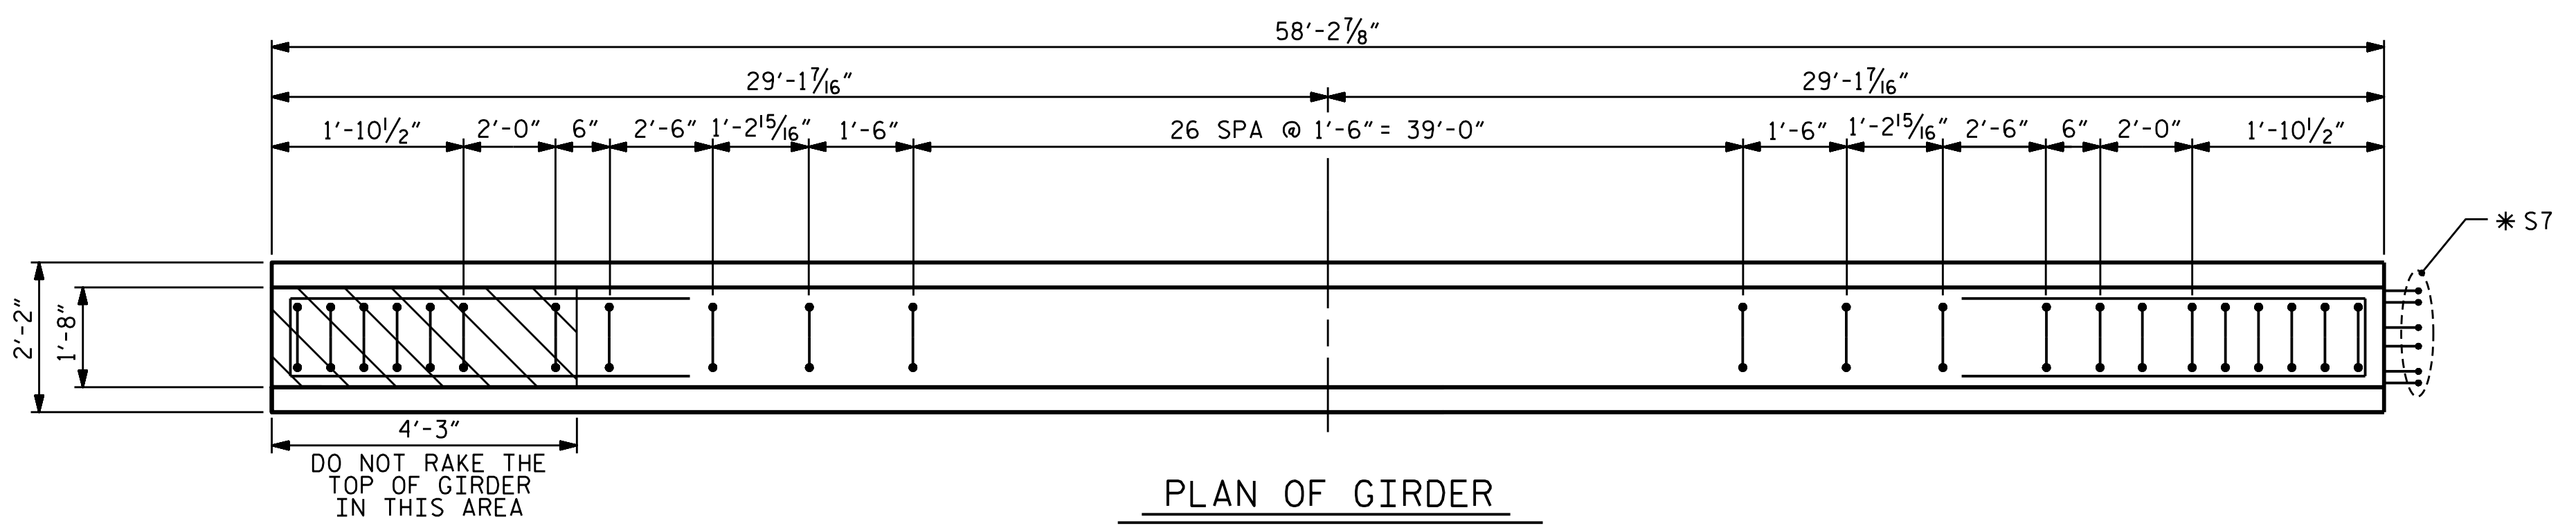 58'-2⅞"
29'-1⁷⁄₁₆" 29'-1⁷⁄₁₆"
1'-10½" 2'-0" 6" 2'-6" 1'-2¹⁵⁄₁₆" 1'-6" 26 SPA @ 1'-6" = 39'-0" 1'-6" 1'-2¹⁵⁄₁₆" 2'-6" 6" 2'-0" 1'-10½"
✳ S7
2'-2"
1'-8"
4'-3"
DO NOT RAKE THE
TOP OF GIRDER
IN THIS AREA
PLAN OF GIRDER